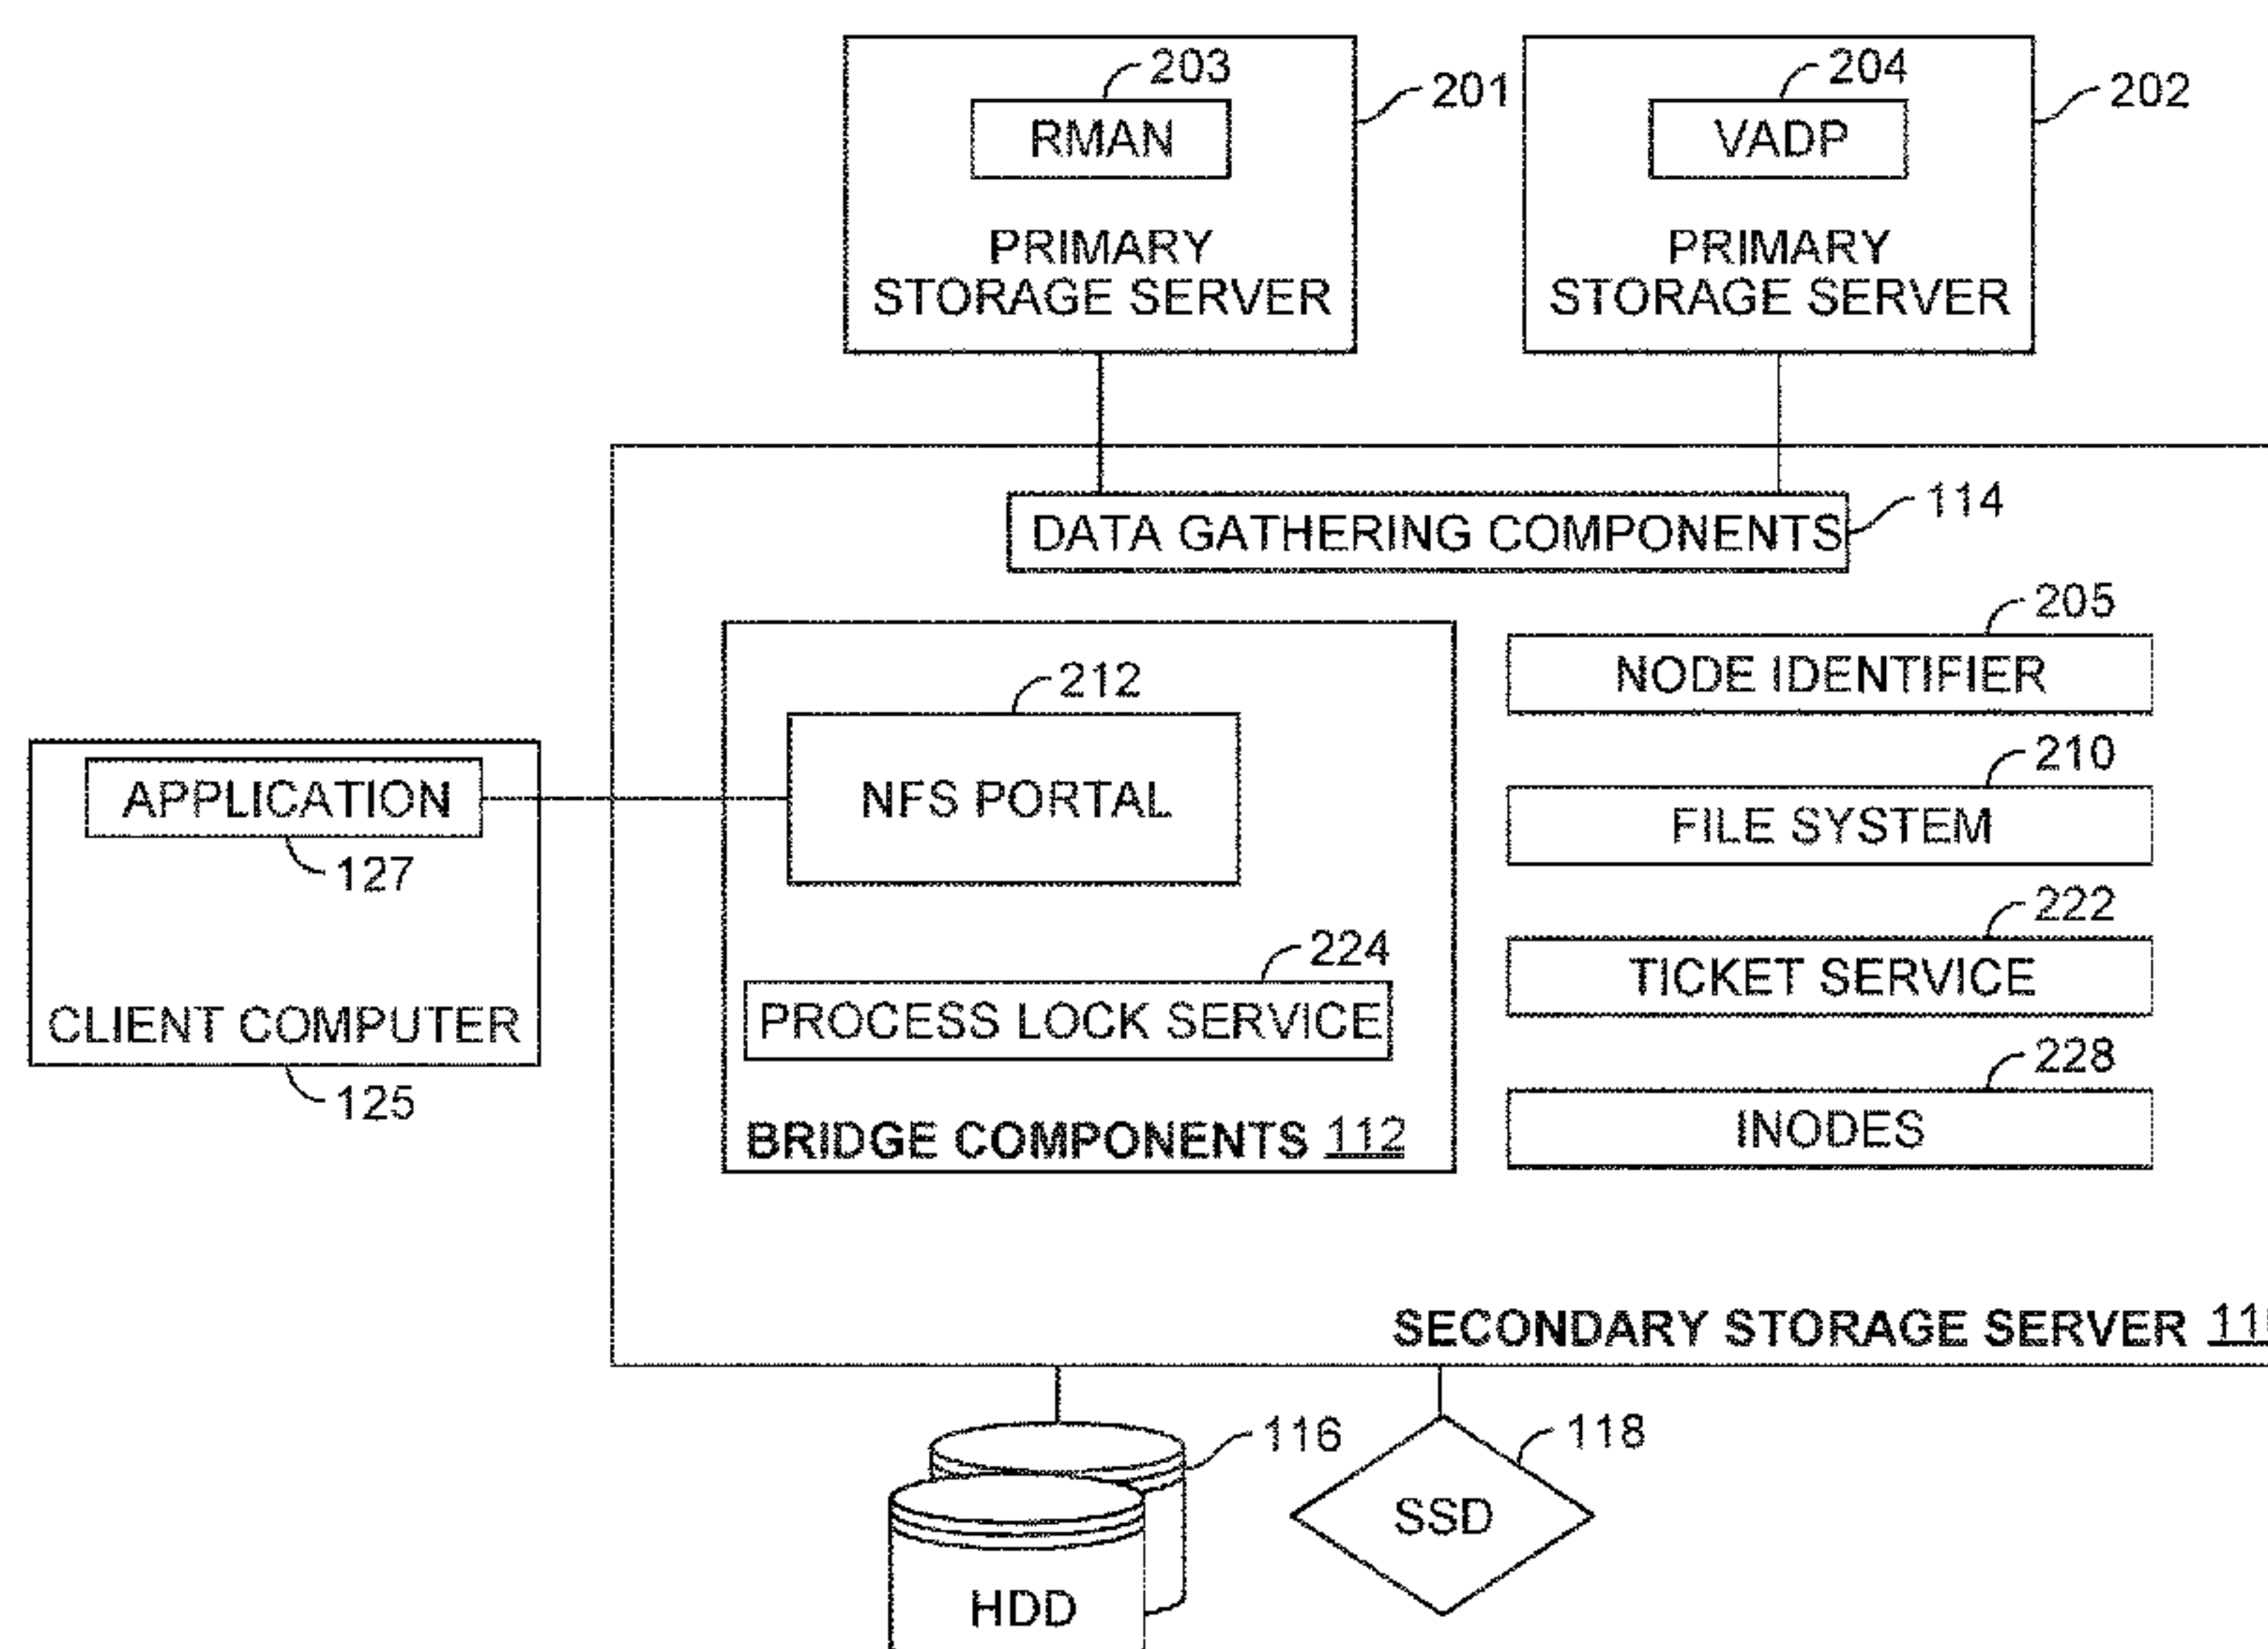 203
201
RMAN
PRIMARY
STORAGE SERVER
204
202
VADP
PRIMARY
STORAGE SERVER
114
DATA GATHERING COMPONENTS
205
NODE IDENTIFIER
212
NFS PORTAL
210
FILE SYSTEM
APPLICATION
127
CLIENT COMPUTER
125
222
TICKET SERVICE
224
PROCESS LOCK SERVICE
228
INODES
BRIDGE COMPONENTS 112
SECONDARY STORAGE SERVER
116
HDD
118
SSD